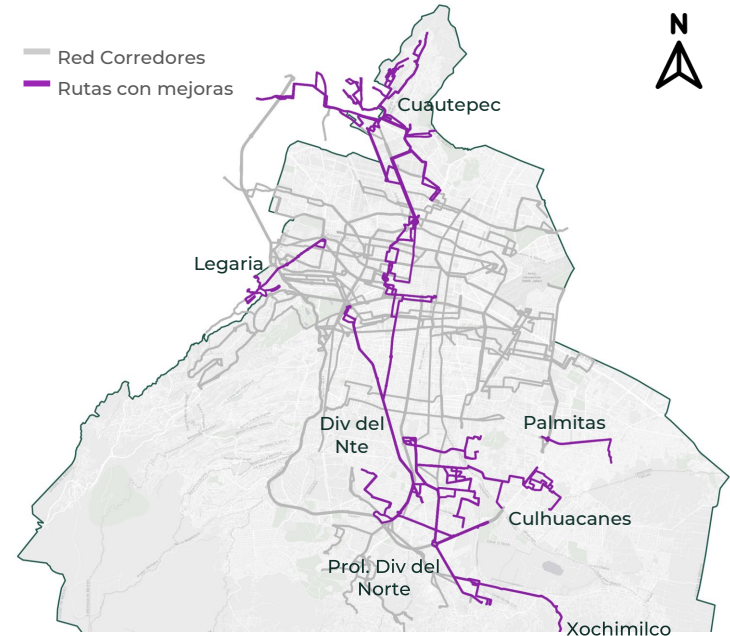 N
Red Corredores
Rutas con mejoras
Cuautepec
Legaria
Div del
Nte
Palmitas
Culhuacanes
Prol. Div del
Norte
Xochimilco